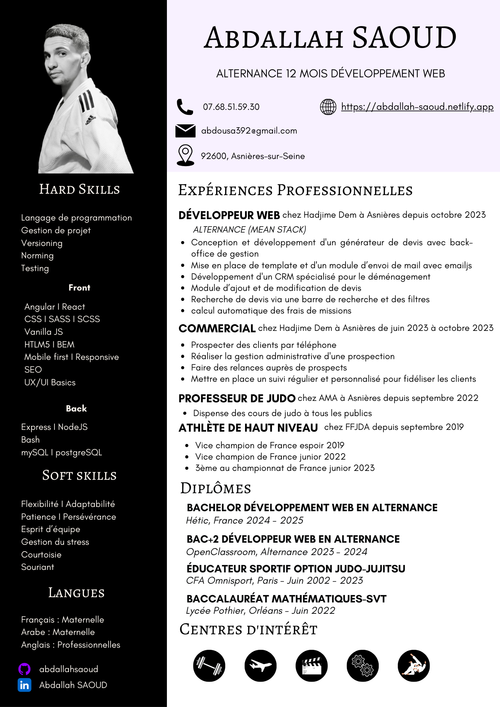 Abdallah SAOUD
ALTERNANCE 12 MOIS DÉVELOPPEMENT WEB
07.68.51.59.30
https://abdallah-saoud.netlify.app
abdousa392@gmail.com
92600, Asnières-sur-Seine
Hard Skills
Langage de programmation
Gestion de projet
Versioning
Norming
Testing
Front
Angular I React
CSS I SASS I SCSS
Vanilla JS
HTLM5 I BEM
Mobile first I Responsive
SEO
UX/UI Basics
Back
Express I NodeJS
Bash
mySQL I postgreSQL
Soft skills
Flexibilité I Adaptabilité
Patience I Persévérance
Esprit d'équipe
Gestion du stress
Courtoisie
Souriant
Langues
Français : Maternelle
Arabe : Maternelle
Anglais : Professionnelles
abdallahsaoud
in Abdallah SAOUD
Expériences Professionnelles
DÉVELOPPEUR WEB chez Hadjime Dem à Asnières depuis octobre 2023
ALTERNANCE (MEAN STACK)
• Conception et développement d'un générateur de devis avec back-
office de gestion
• Mise en place de template et d'un module d'envoi de mail avec emailjs
• Développement d'un CRM spécialisé pour le déménagement
• Module d'ajout et de modification de devis
• Recherche de devis via une barre de recherche et des filtres
• calcul automatique des frais de missions
COMMERCIAL chez Hadjime Dem à Asnières de juin 2023 à octobre 2023
• Prospecter des clients par téléphone
• Réaliser la gestion administrative d'une prospection
• Faire des relances auprès de prospects
• Mettre en place un suivi régulier et personnalisé pour fidéliser les clients
PROFESSEUR DE JUDO chez AMA à Asnières depuis septembre 2022
• Dispense des cours de judo à tous les publics
ATHLÈTE DE HAUT NIVEAU chez FFJDA depuis septembre 2019
• Vice champion de France espoir 2019
• Vice champion de France junior 2022
• 3ème au championnat de France junior 2023
Diplômes
BACHELOR DÉVELOPPEMENT WEB EN ALTERNANCE
Hétic, France 2024 - 2025
BAC+2 DÉVELOPPEUR WEB EN ALTERNANCE
OpenClassroom, Alternance 2023 - 2024
ÉDUCATEUR SPORTIF OPTION JUDO-JUJITSU
CFA Omnisport, Paris - Juin 2002 - 2023
BACCALAURÉAT MATHÉMATIQUES-SVT
Lycée Pothier, Orléans - Juin 2022
Centres d'intérêt